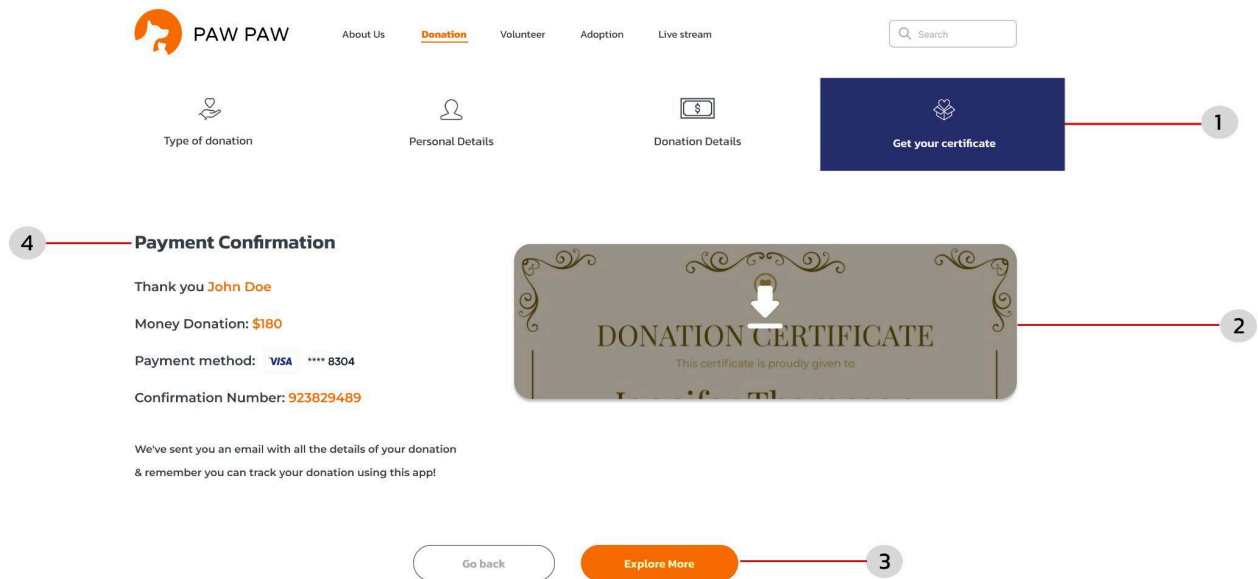 PAW PAW
About Us
Donation
Volunteer
Adoption
Live stream
Search
$
Type of donation
Personal Details
Donation Details
Get your certificate
1
4
Payment Confirmation
Thank you John Doe
Money Donation: $180
Payment method: VISA **** 8304
Confirmation Number: 923829489
We've sent you an email with all the details of your donation
& remember you can track your donation using this app!
DONATION CERTIFICATE
This certificate is proudly given to
2
Go back
Explore More
3